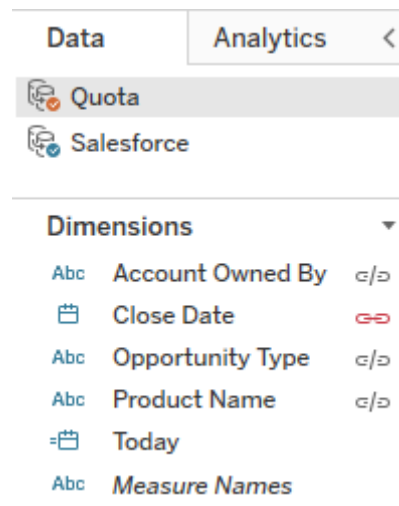 Data Analytics
Quota
Salesforce
Dimensions
Abc Account Owned By
Close Date
Abc Opportunity Type
Abc Product Name
Today
Abc Measure Names